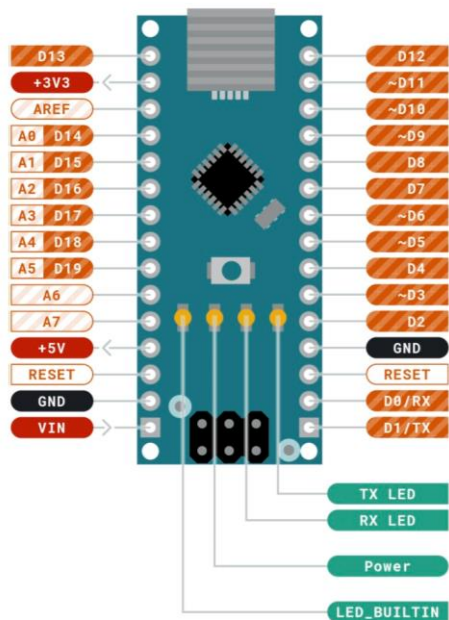 D13
D12
+3V3
~D11
AREF
~D10
A0 D14
~D9
A1 D15
D8
A2 D16
D7
A3 D17
~D6
A4 D18
~D5
A5 D19
D4
A6
~D3
A7
D2
+5V
GND
RESET
RESET
GND
D0/RX
VIN
D1/TX
TX LED
RX LED
Power
LED_BUILTIN